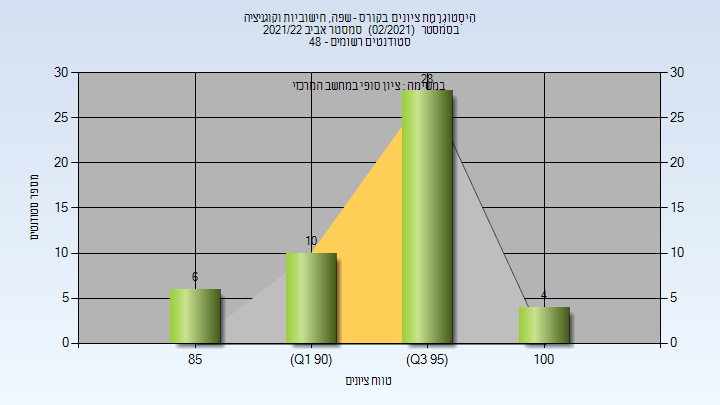 היסטוגרמת ציונים בקורס - שפה, חישוביות וקוגניציה
בסמסטר (02/2021) סמסטר אביב 2021/22
סטודנטים רשומים - 48
במשימה : ציון סופי במחשב המרכזי
30
25
20
15
10
5
0
30
25
20
15
10
5
0
מספר סטודנטים
6
10
28
4
85
(Q1 90)
(Q3 95)
100
טווח ציונים